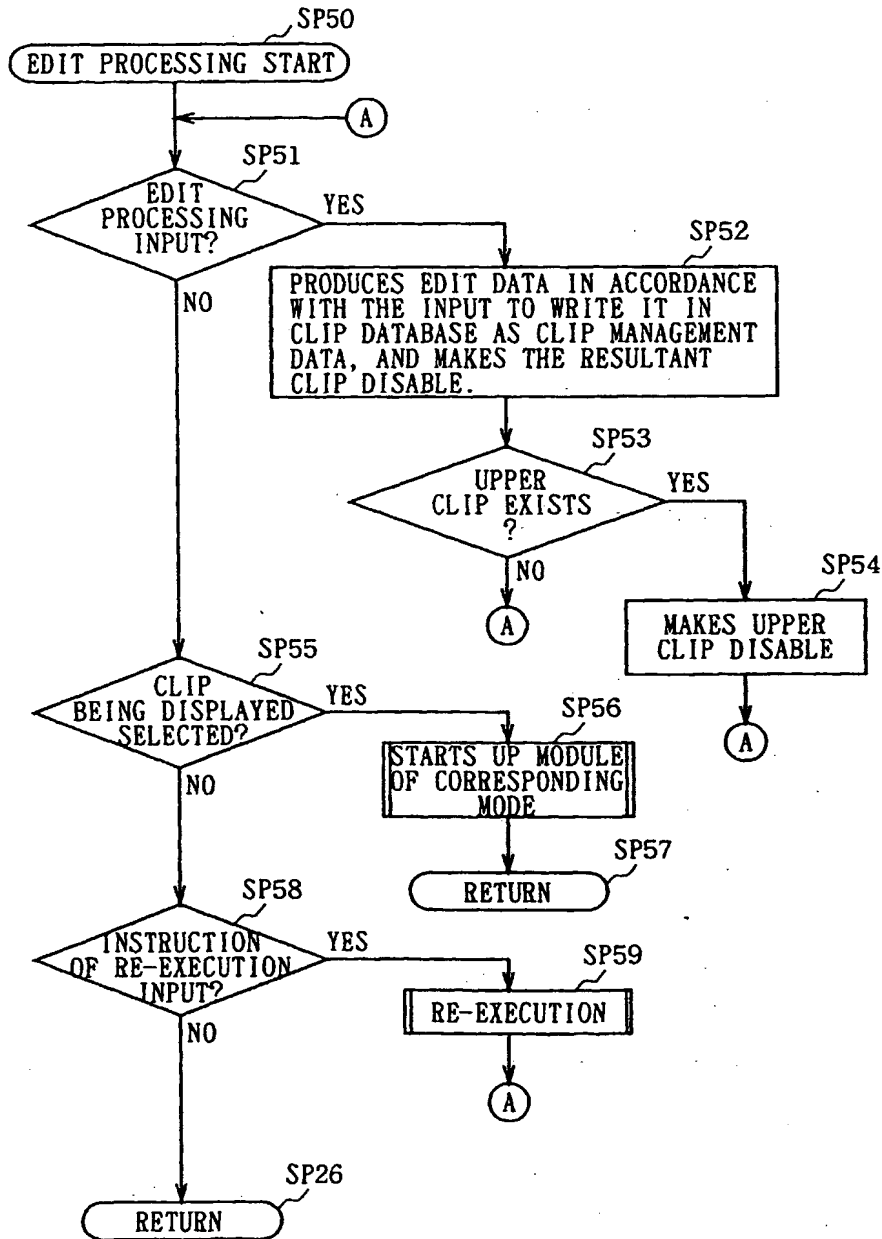 SP50
EDIT PROCESSING START
A
SP51
EDIT
PROCESSING
INPUT?
YES
NO
SP52
PRODUCES EDIT DATA IN ACCORDANCE
WITH THE INPUT TO WRITE IT IN
CLIP DATABASE AS CLIP MANAGEMENT
DATA, AND MAKES THE RESULTANT
CLIP DISABLE.
SP53
UPPER
CLIP EXISTS
?
YES
NO
A
SP54
MAKES UPPER
CLIP DISABLE
A
SP55
CLIP
BEING DISPLAYED
SELECTED?
YES
NO
SP56
STARTS UP MODULE
OF CORRESPONDING
MODE
SP57
RETURN
SP58
INSTRUCTION
OF RE-EXECUTION
INPUT?
YES
NO
SP59
RE-EXECUTION
A
SP26
RETURN